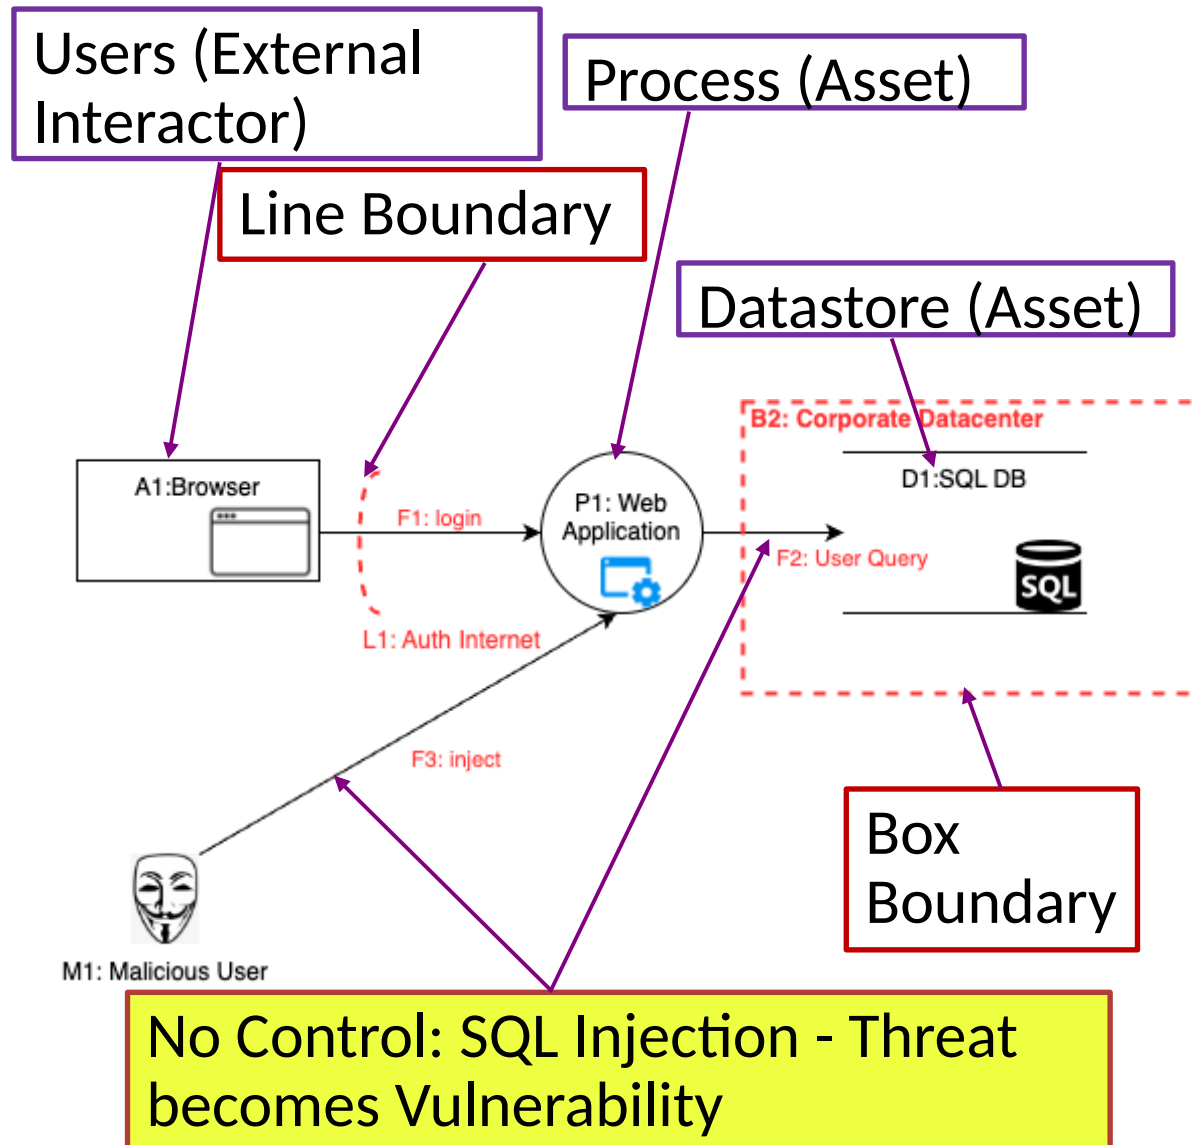 Users (External
Interactor)
Process (Asset)
Line Boundary
Datastore (Asset)
B2: Corporate Datacenter
A1:Browser
D1:SQL DB
P1: Web
Application
F1: login
F2: User Query
SQL
L1: Auth Internet
F3: inject
Box
Boundary
M1: Malicious User
No Control: SQL Injection - Threat
becomes Vulnerability